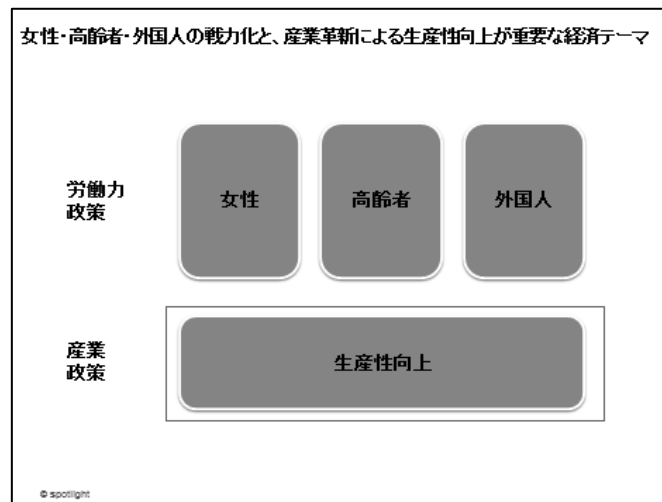 女性・高齢者・外国人の戦力化と、産業革新による生産性向上が重要な経済テーマ
労働力
政策
女性
高齢者
外国人
産業
政策
生産性向上
© spotlight